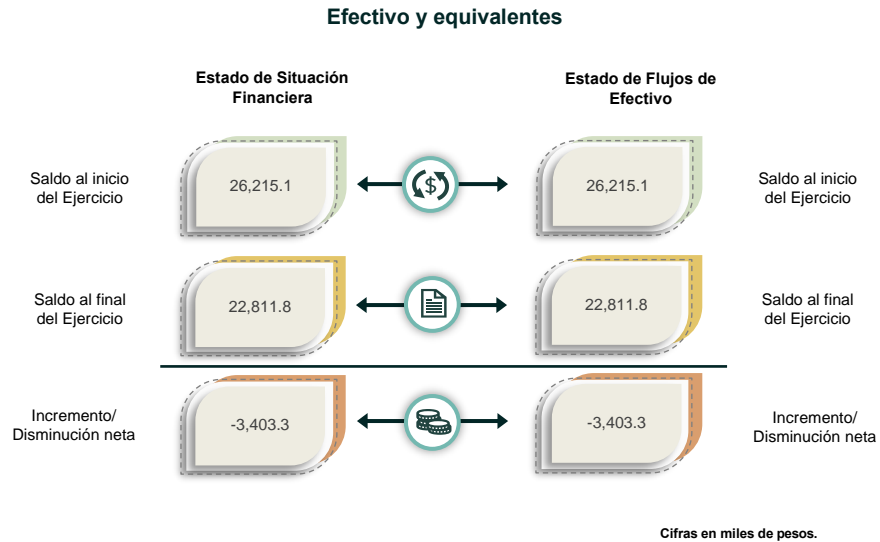 Efectivo y equivalentes
Estado de Situación
Financiera
Estado de Flujos de
Efectivo
Saldo al inicio
del Ejercicio
26,215.1
$
26,215.1
Saldo al inicio
del Ejercicio
Saldo al final
del Ejercicio
22,811.8
22,811.8
Saldo al final
del Ejercicio
Incremento/
Disminución neta
-3,403.3
-3,403.3
Incremento/
Disminución neta
Cifras en miles de pesos.